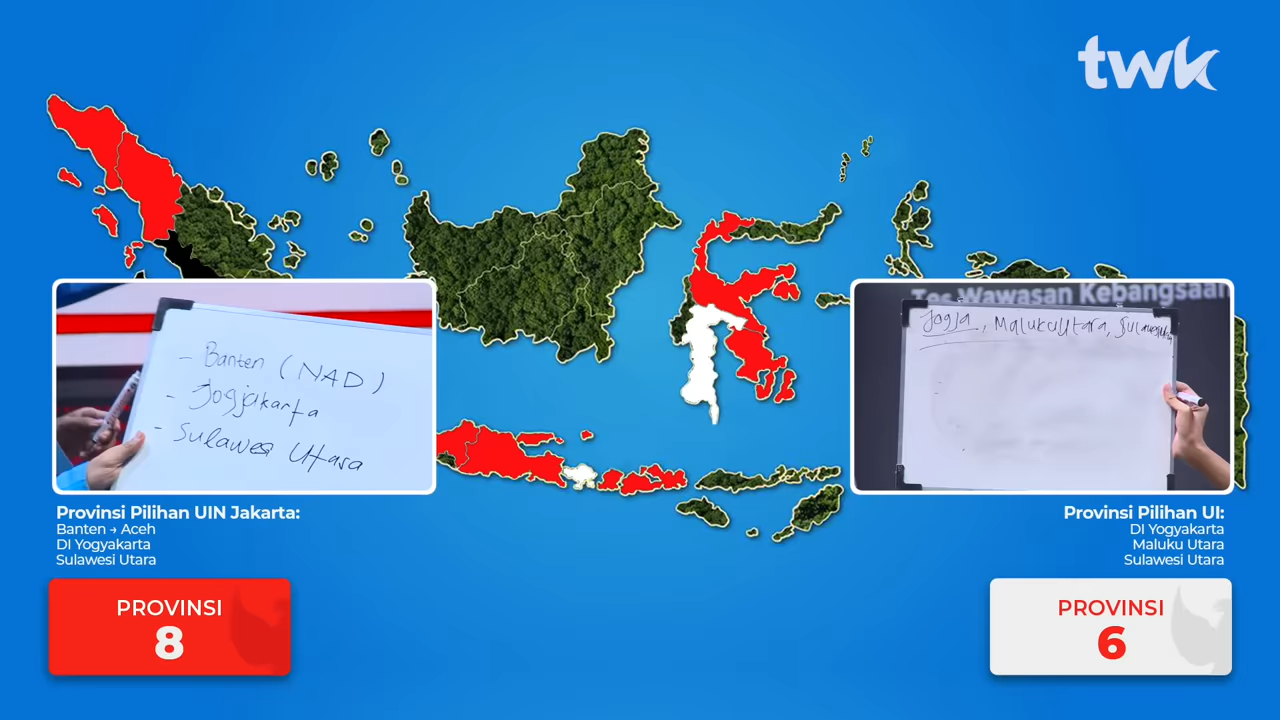 twk
- Banten (NAD)
- Jogjakarta
- Sulawesi Utara
Tes Wawasan Kebangsaan
Jogja, Maluku Utara, Sulawesi Utara
Provinsi Pilihan UIN Jakarta:
Banten → Aceh
DI Yogyakarta
Sulawesi Utara
Provinsi Pilihan UI:
DI Yogyakarta
Maluku Utara
Sulawesi Utara
PROVINSI
8
PROVINSI
6